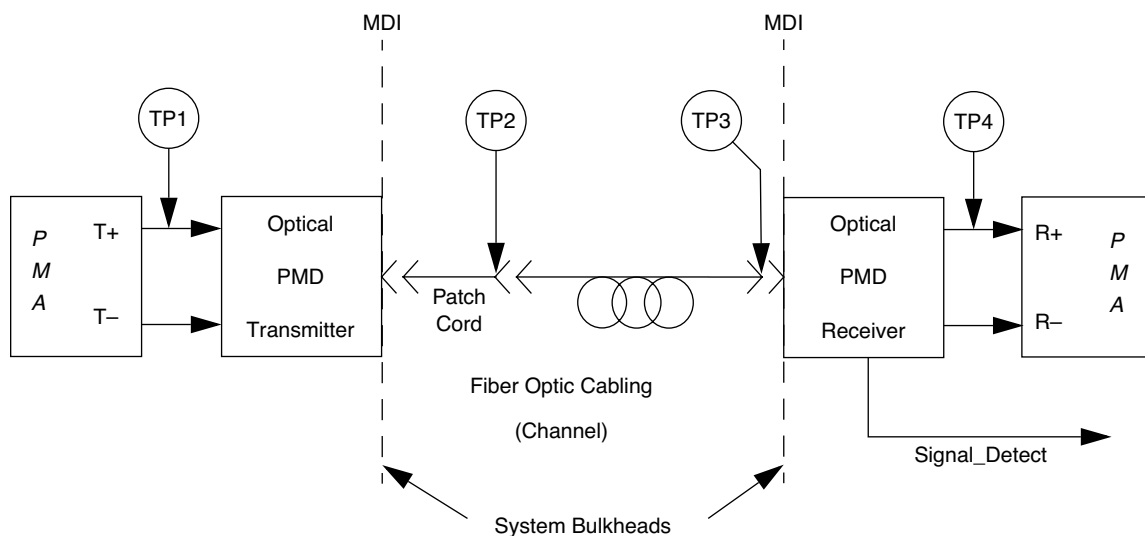 MDI
MDI
TP1
TP2
TP3
TP4
P
M
A
T+
T–
Optical
PMD
Transmitter
Patch
Cord
Optical
PMD
Receiver
R+
R–
P
M
A
Fiber Optic Cabling
(Channel)
Signal_Detect
System Bulkheads